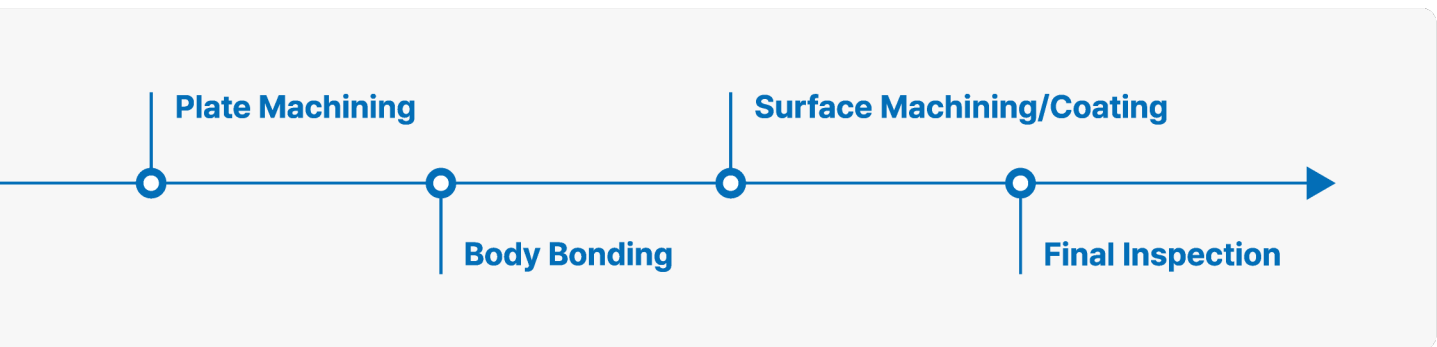 Plate Machining
Body Bonding
Surface Machining/Coating
Final Inspection